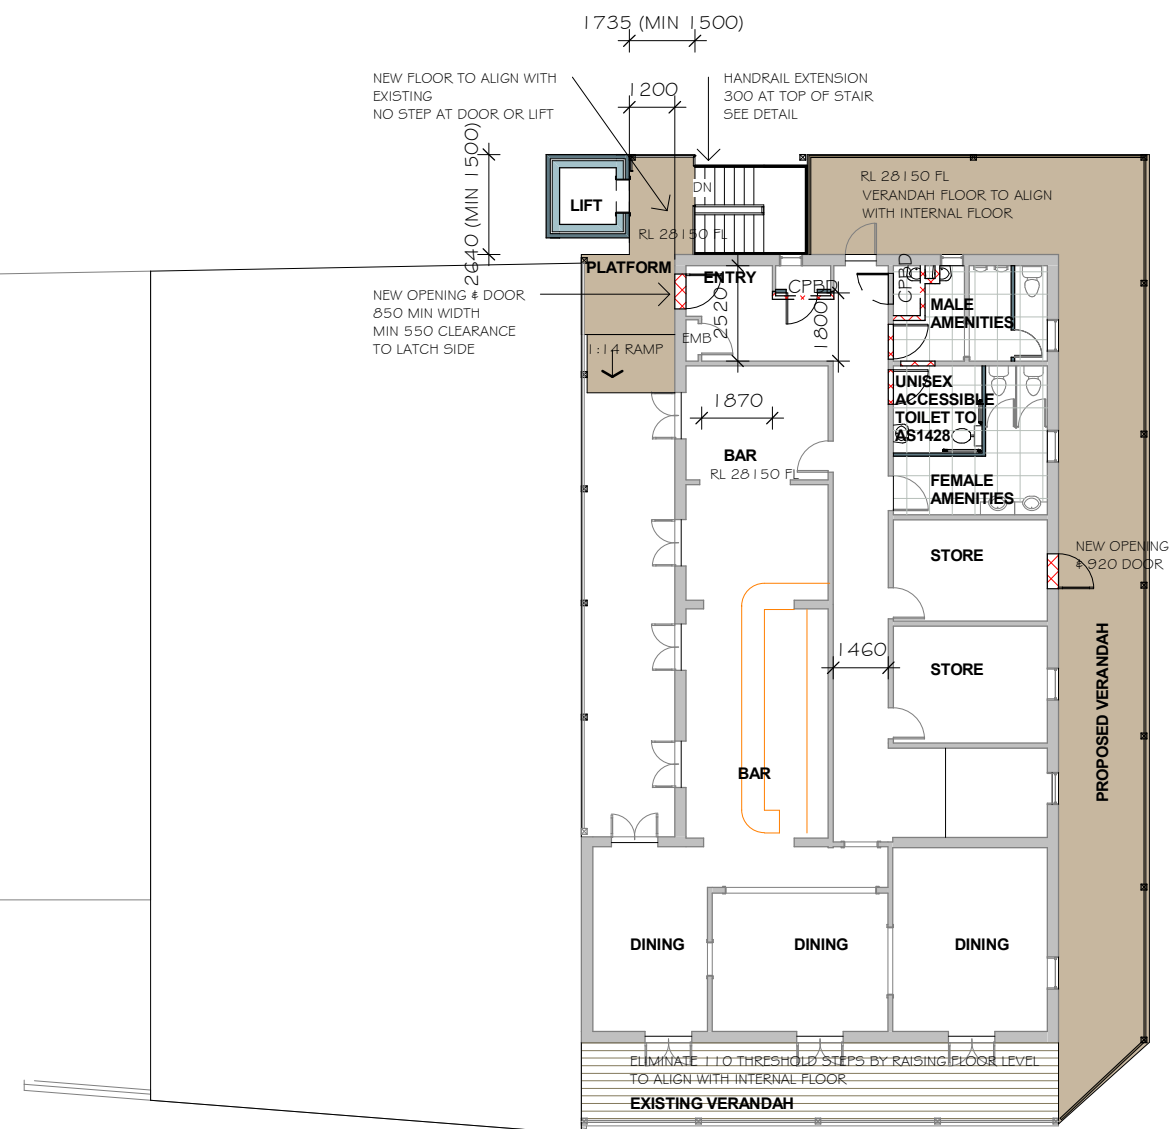 1735 (MIN 1500)
NEW FLOOR TO ALIGN WITH
EXISTING
NO STEP AT DOOR OR LIFT
1200
HANDRAIL EXTENSION
300 AT TOP OF STAIR
SEE DETAIL
2640 (MIN 1500)
LIFT
DN
RL 28150 FL
VERANDAH FLOOR TO ALIGN
WITH INTERNAL FLOOR
RL 28150 FL
PLATFORM
ENTRY
CPBD
CPBD
NEW OPENING & DOOR
850 MIN WIDTH
MIN 550 CLEARANCE
TO LATCH SIDE
2520
1800
MALE
AMENITIES
EMB
1:14 RAMP
UNISEX
ACCESSIBLE
TOILET TO
AS1428
1870
BAR
RL 28150 FL
FEMALE
AMENITIES
STORE
NEW OPENING
& 920 DOOR
1460
STORE
PROPOSED VERANDAH
BAR
DINING
DINING
DINING
ELIMINATE 110 THRESHOLD STEPS BY RAISING FLOOR LEVEL
TO ALIGN WITH INTERNAL FLOOR
EXISTING VERANDAH